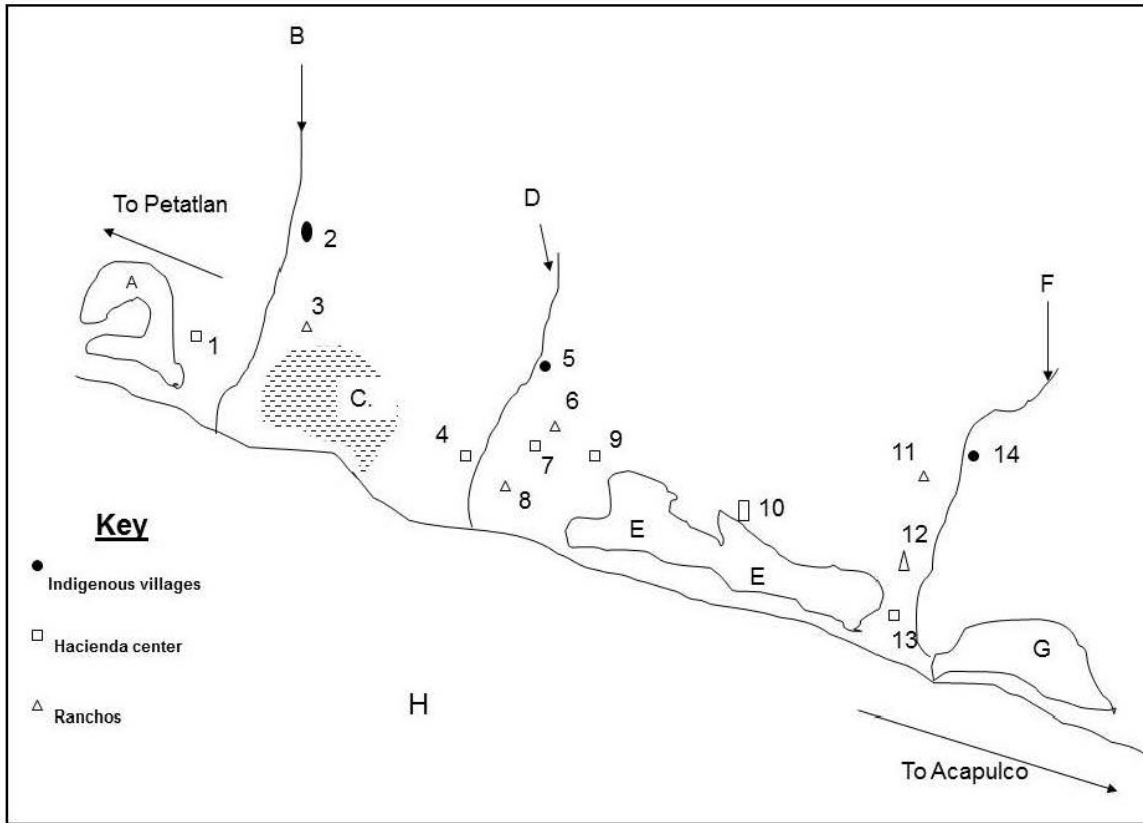 B
To Petatlan
D
2
F
A
3
1
5
C.
6
4
9
11
14
7
8
10
Key
E
12
Indigenous villages
E
13
G
Hacienda center
H
Ranchos
To Acapulco